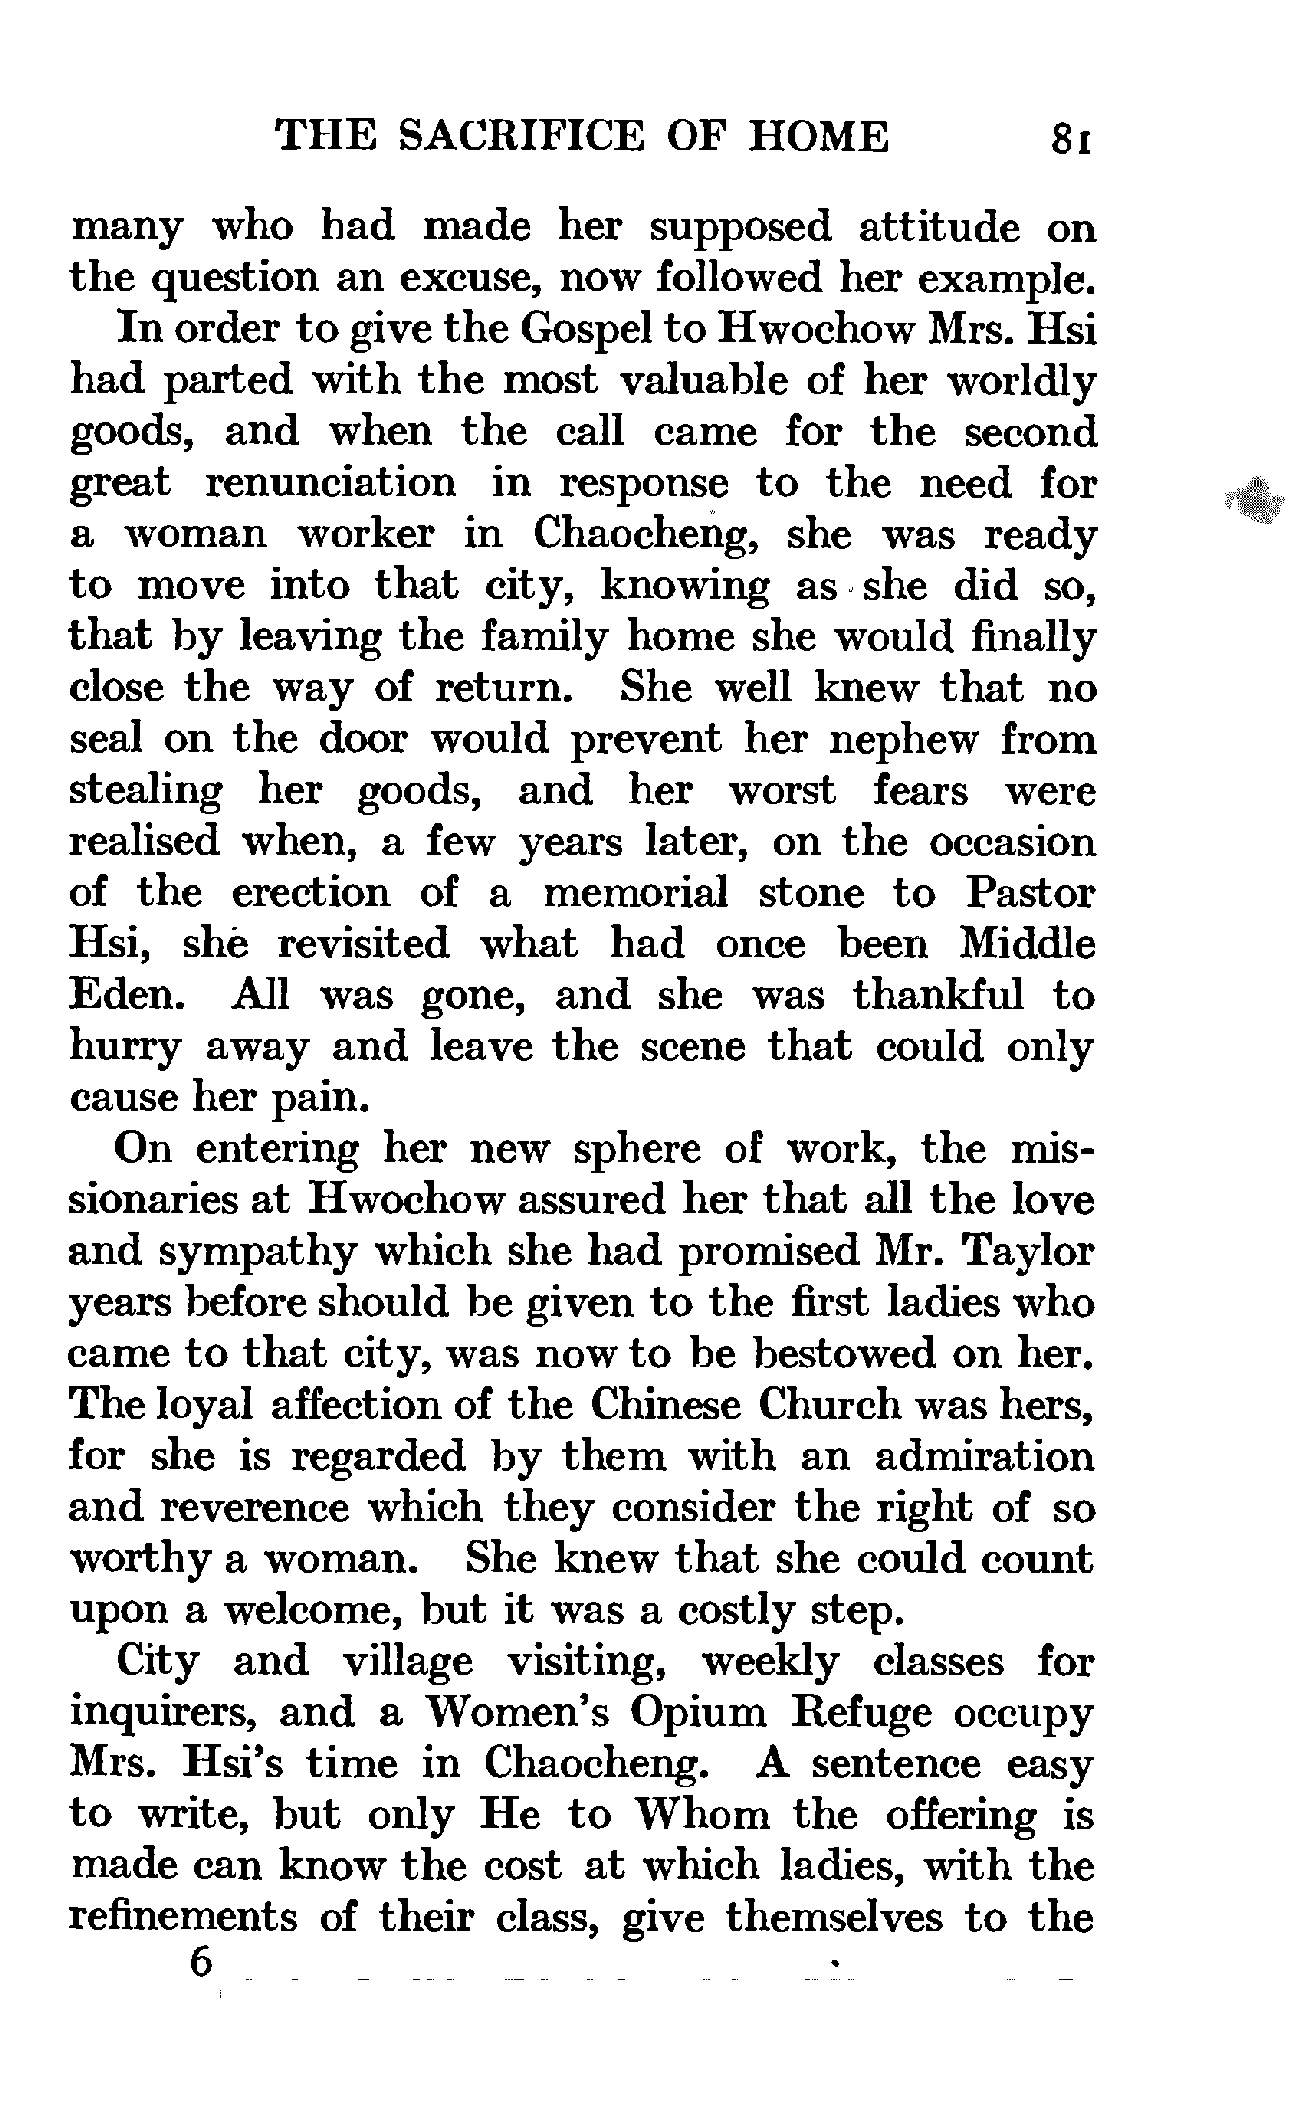 THE SACRIFICE OF HOME 81
many who had made her supposed attitude on
the question an excuse, now followed her example.
In order to give the Gospel to Hwochow Mrs. Hsi
had parted with the most valuable of her worldly
goods, and when the call came for the second
great renunciation in response to the need for
a woman worker in Chaocheng, she was ready
to move into that city, knowing as she did so,
that by leaving the family home she would finally
close the way of return. She well knew that no
seal on the door would prevent her nephew from
stealing her goods, and her worst fears were
realised when, a few years later, on the occasion
of the erection of a memorial stone to Pastor
Hsi, she revisited what had once been Middle
Eden. All was gone, and she was thankful to
hurry away and leave the scene that could only
cause her pain.
On entering her new sphere of work, the mis-
sionaries at Hwochow assured her that all the love
and sympathy which she had promised Mr. Taylor
years before should be given to the first ladies who
came to that city, was now to be bestowed on her.
The loyal affection of the Chinese Church was hers,
for she is regarded by them with an admiration
and reverence which they consider the right of so
worthy a woman. She knew that she could count
upon a welcome, but it was a costly step.
City and village visiting, weekly classes for
inquirers, and a Women's Opium Refuge occupy
Mrs. Hsi's time in Chaocheng. A sentence easy
to write, but only He to Whom the offering is
made can know the cost at which ladies, with the
refinements of their class, give themselves to the
6